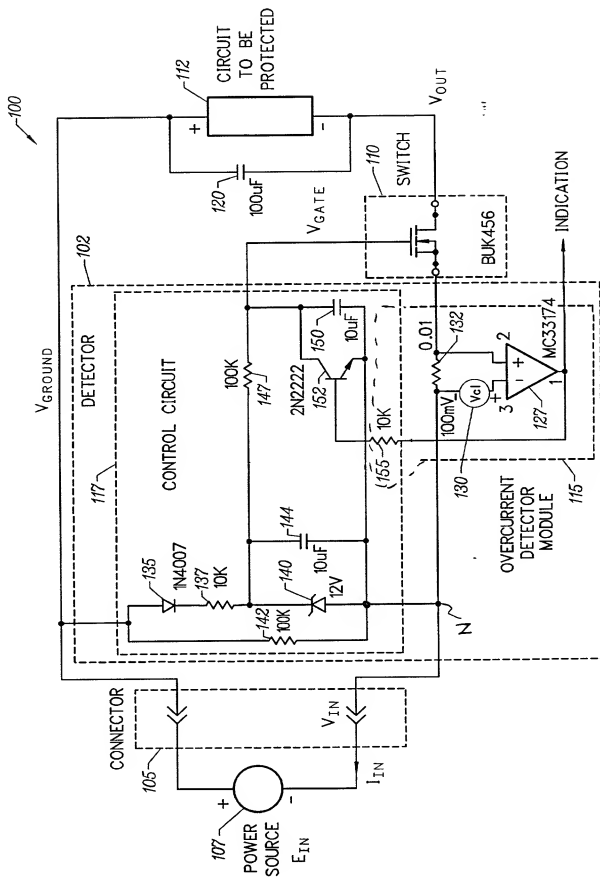 100
V_GROUND
102
DETECTOR
117
CONTROL CIRCUIT
CONNECTOR
105
107
POWER
SOURCE
E_IN
+
-
I_IN
V_IN
135
1N4007
137
10K
142
100K
140
12V
144
10uF
100K
147
2N2222
152
150
10uF
155
10K
N
0.01
132
100mV
-
Vcl
+
130
3
2
-
+
1
127
MC33174
115
OVERCURRENT
DETECTOR
MODULE
INDICATION
110
SWITCH
BUK456
V_GATE
V_OUT
120
100uF
112
+
-
CIRCUIT
TO BE
PROTECTED